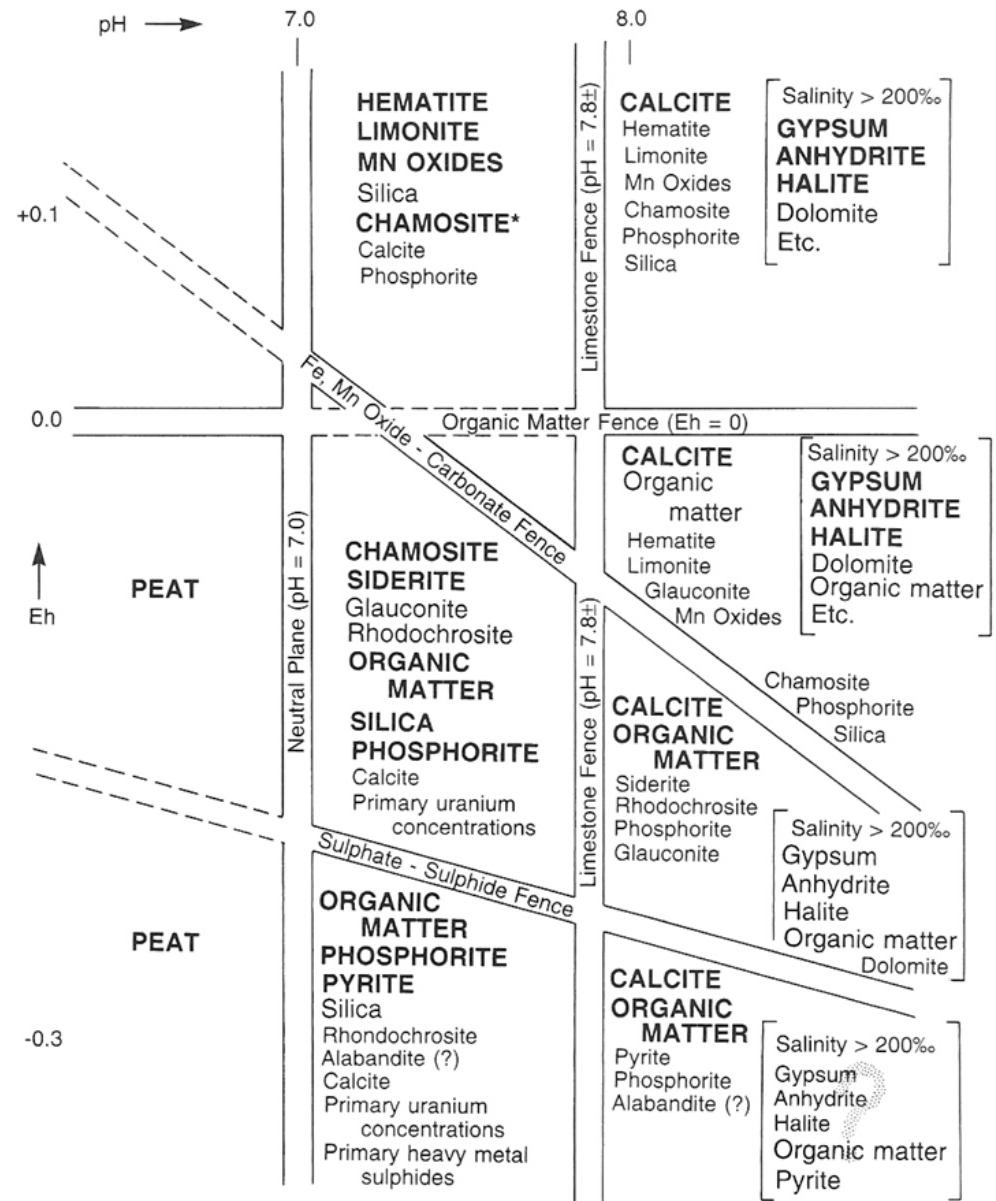 pH
7.0
8.0
HEMATITE
LIMONITE
MN OXIDES
Silica
CHAMOSITE*
Calcite
Phosphorite
Limestone Fence (pH = 7.8±)
CALCITE
Hematite
Limonite
Mn Oxides
Chamosite
Phosphorite
Silica
Salinity > 200‰
GYPSUM
ANHYDRITE
HALITE
Dolomite
Etc.
+0.1
Fe, Mn Oxide - Carbonate Fence
0.0
Organic Matter Fence (Eh = 0)
Eh
PEAT
Neutral Plane (pH = 7.0)
CHAMOSITE
SIDERITE
Glauconite
Rhodochrosite
ORGANIC
MATTER
SILICA
PHOSPHORITE
Calcite
Primary uranium
concentrations
Limestone Fence (pH = 7.8±)
CALCITE
Organic
matter
Hematite
Limonite
Glauconite
Mn Oxides
Salinity > 200‰
GYPSUM
ANHYDRITE
HALITE
Dolomite
Organic matter
Etc.
Chamosite
Phosphorite
Silica
CALCITE
ORGANIC
MATTER
Siderite
Rhodochrosite
Phosphorite
Glauconite
Salinity > 200‰
Gypsum
Anhydrite
Halite
Organic matter
Dolomite
Sulphate - Sulphide Fence
PEAT
-0.3
ORGANIC
MATTER
PHOSPHORITE
PYRITE
Silica
Rhondochrosite
Alabandite (?)
Calcite
Primary uranium
concentrations
Primary heavy metal
sulphides
CALCITE
ORGANIC
MATTER
Pyrite
Phosphorite
Alabandite (?)
Salinity > 200‰
Gypsum
Anhydrite
Halite
Organic matter
Pyrite
?